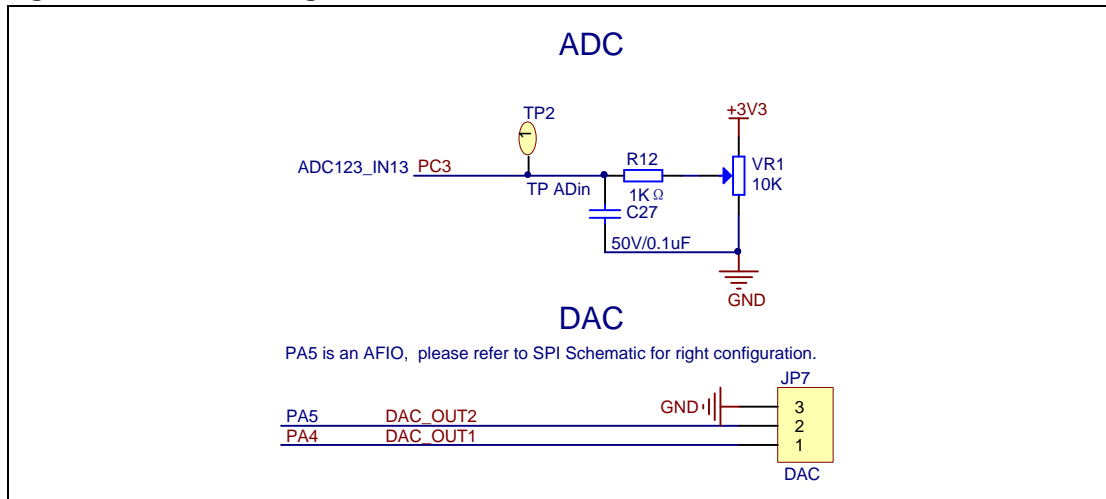 ADC
TP2
1
+3V3
ADC123_IN13 PC3
R12
VR1
10K
TP ADin
1K Ω
C27
50V/0.1uF
GND
DAC
PA5 is an AFIO, please refer to SPI Schematic for right configuration.
JP7
GND
3
PA5 DAC_OUT2
2
PA4 DAC_OUT1
1
DAC